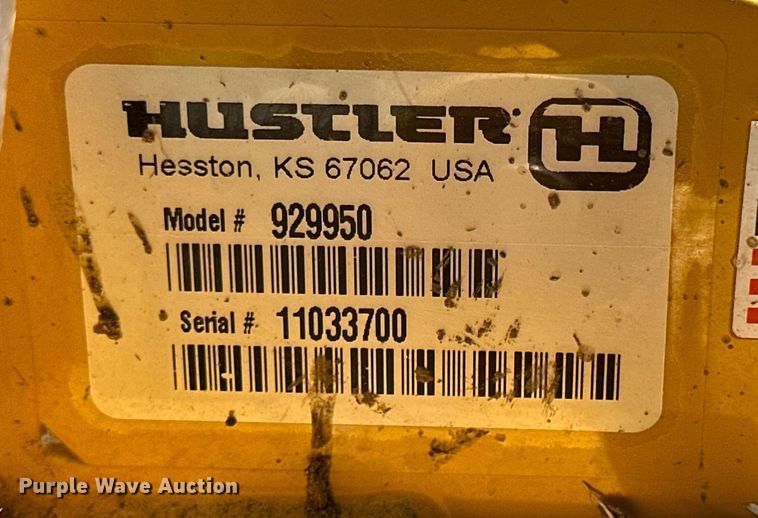 HUSTLER H
Hesston, KS 67062 USA
Model # 929950
Serial # 11033700
Purple Wave Auction